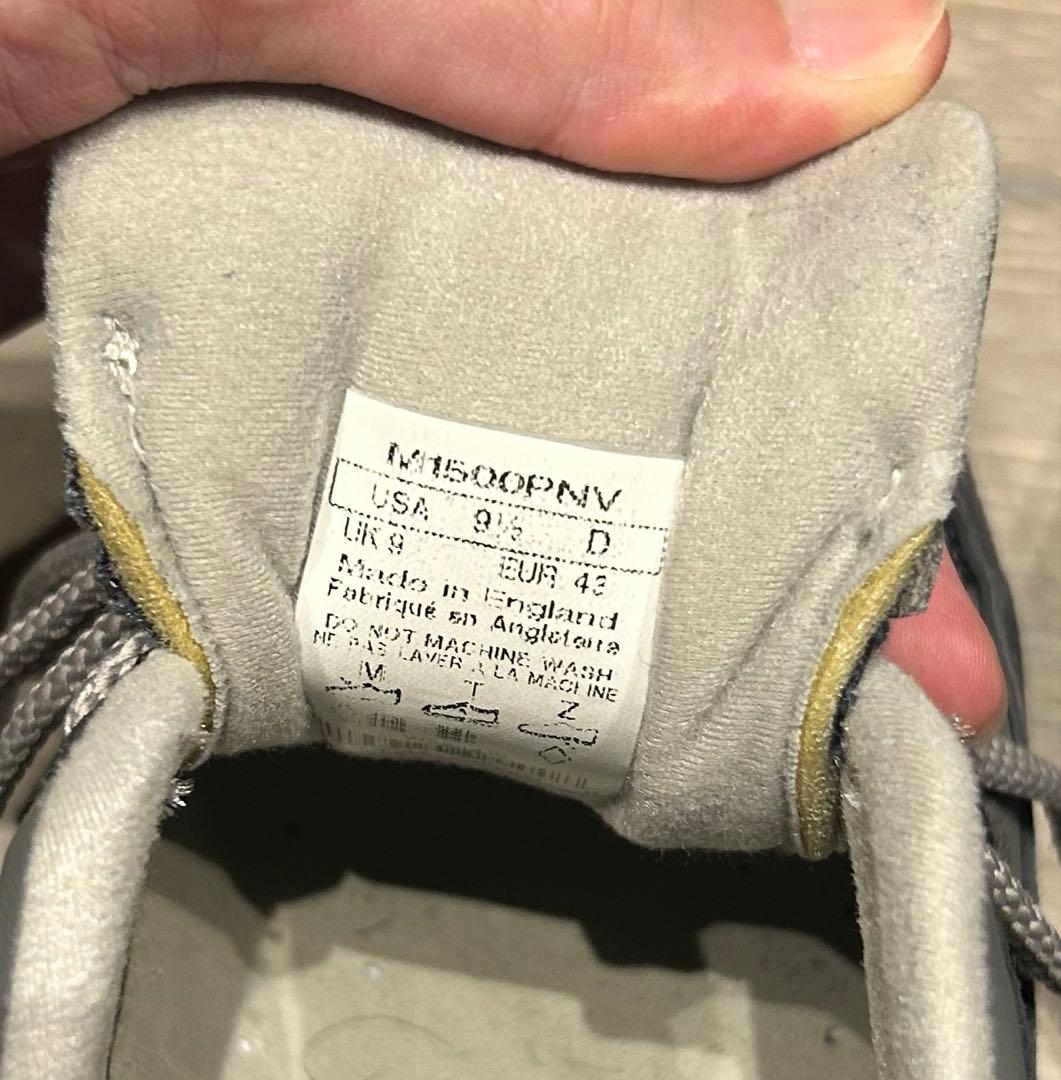 M1500PNV
USA 9½ D
UK 9 EUR 43
Made in England
Fabriqué en Angleterre
DO NOT MACHINE WASH
NE PAS LAVER A LA MACHINE
M T Z